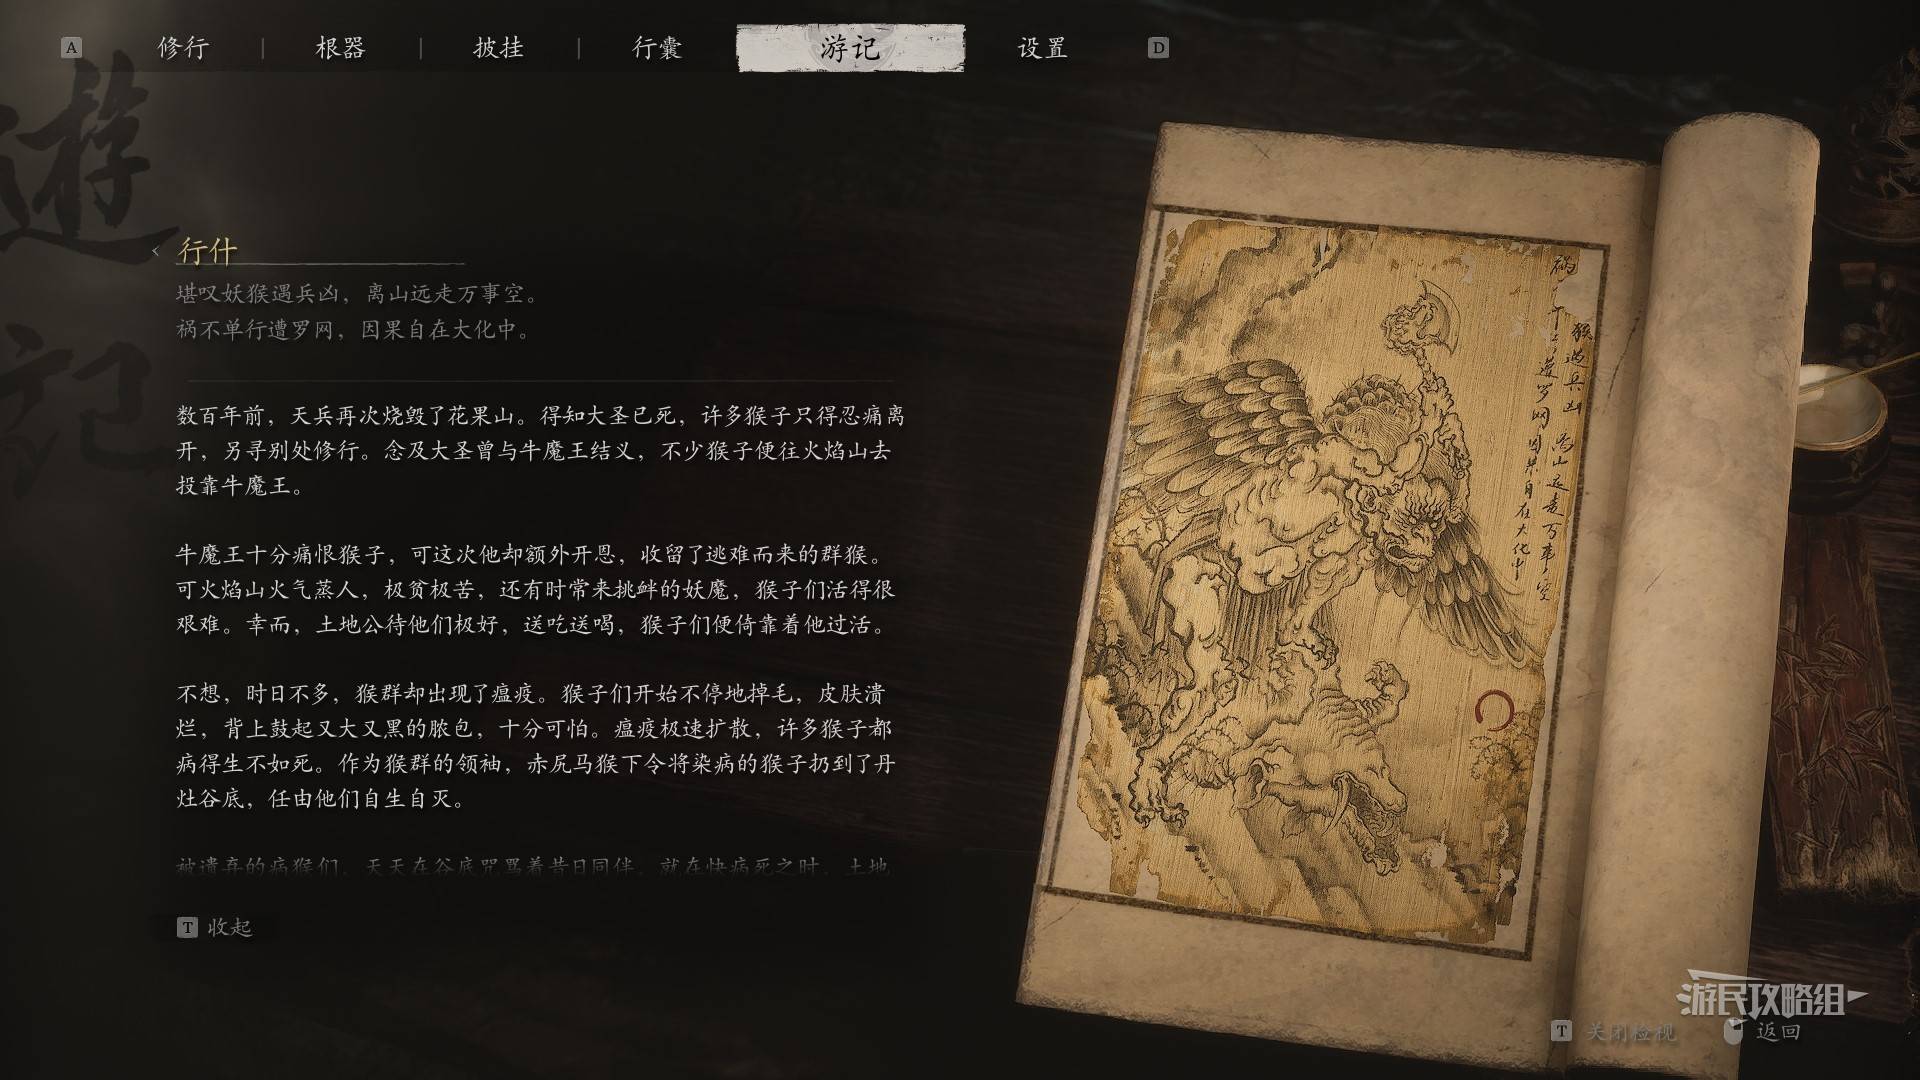 A 修行 | 根器 | 披挂 | 行囊 | 游记 设置 D
遊
記
行什
堪叹妖猴遇兵凶，离山远走万事空。
祸不单行遭罗网，因果自在大化中。
数百年前，天兵再次烧毁了花果山。得知大圣已死，许多猴子只得忍痛离
开，另寻别处修行。念及大圣曾与牛魔王结义，不少猴子便往火焰山去
投靠牛魔王。
牛魔王十分痛恨猴子，可这次他却额外开恩，收留了逃难而来的群猴。
可火焰山火气蒸人，极贫极苦，还有时常来挑衅的妖魔，猴子们活得很
艰难。幸而，土地公待他们极好，送吃送喝，猴子们便倚靠着他过活。
不想，时日不多，猴群却出现了瘟疫。猴子们开始不停地掉毛，皮肤溃
烂，背上鼓起又大又黑的脓包，十分可怕。瘟疫极速扩散，许多猴子都
病得生不如死。作为猴群的领袖，赤尻马猴下令将染病的猴子扔到了丹
灶谷底，任由他们自生自灭。
被遗弃的病猴们，天天在谷底咒骂着昔日同伴，就在快病死之时，土地
T 收起
猴遇兵凶 离山远走万事空
祸
遭罗网 因果自在大化中
游民攻略组
T 关闭检视 返回